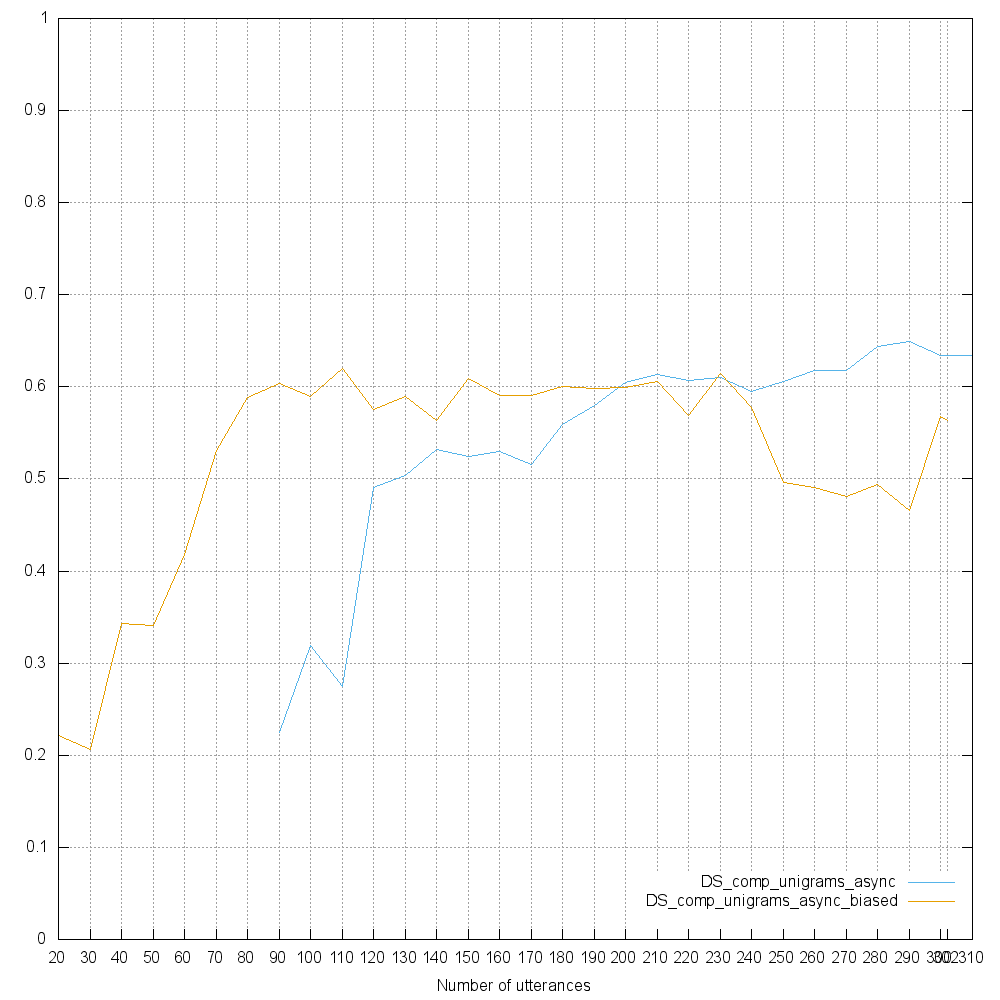 1
0.9
0.8
0.7
0.6
0.5
0.4
0.3
0.2
0.1
0
DS_comp_unigrams_async
DS_comp_unigrams_async_biased
20 30 40 50 60 70 80 90 100 110 120 130 140 150 160 170 180 190 200 210 220 230 240 250 260 270 280 290 300 302 310
Number of utterances